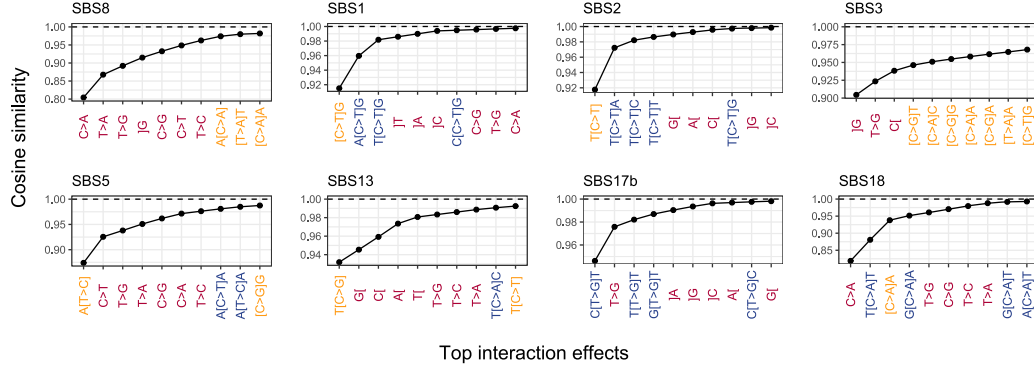 SBS8
1.00
0.95
0.90
0.85
0.80
C>A
T>A
T>G
]G
C>G
C>T
T>C
A[C>A]
[T>A]T
[C>A]A
SBS1
1.00
0.98
0.96
0.94
0.92
[C>T]G
A[C>T]G
T[C>T]G
]T
]A
]C
C[C>T]G
C>G
T>G
C>A
SBS2
1.00
0.98
0.96
0.94
0.92
T[C>T]
T[C>T]A
T[C>T]C
T[C>T]T
G[
A[
C[
T[C>T]G
]G
]C
SBS3
1.000
0.975
0.950
0.925
0.900
]G
T>G
C[
[C>G]T
[C>A]C
[C>G]C
[C>A]A
[C>G]A
[T>A]A
[C>T]G
Cosine similarity
SBS5
1.00
0.95
0.90
A[T>C]
C>T
T>G
T>A
C>G
C>A
T>C
A[C>T]A
A[T>C]A
[C>G]G
SBS13
1.00
0.98
0.96
0.94
T[C>G]
G[
C[
A[
T[
T>G
T>C
T>A
T[C>A]C
T[C>T]
SBS17b
1.00
0.98
0.96
C[T>G]T
T>G
T[T>G]T
G[T>G]T
]A
]G
]C
A[
C[T>G]C
G[
SBS18
1.00
0.95
0.90
0.85
C>A
T[C>A]T
[C>A]A
G[C>A]A
T>G
C>G
T>C
T>A
G[C>A]T
A[C>A]T
Top interaction effects